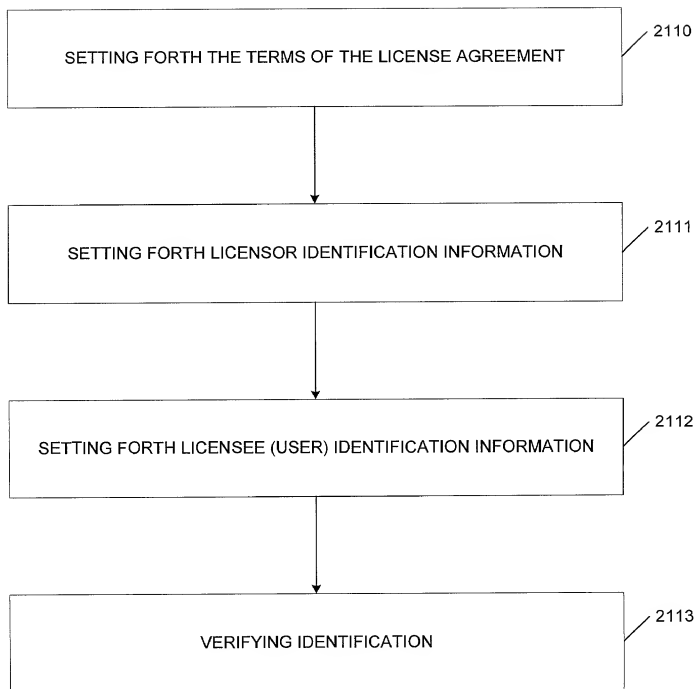 SETTING FORTH THE TERMS OF THE LICENSE AGREEMENT
2110
SETTING FORTH LICENSOR IDENTIFICATION INFORMATION
2111
SETTING FORTH LICENSEE (USER) IDENTIFICATION INFORMATION
2112
VERIFYING IDENTIFICATION
2113